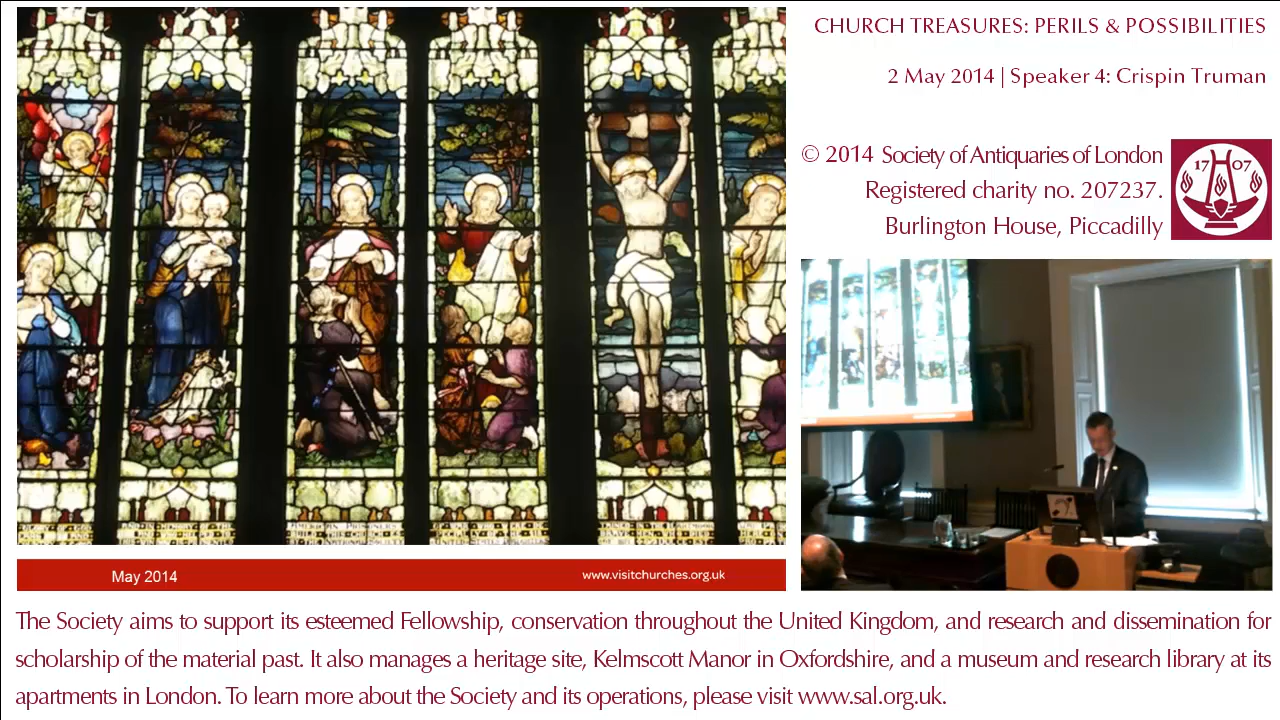 CHURCH TREASURES: PERILS & POSSIBILITIES
2 May 2014 | Speaker 4: Crispin Truman
© 2014 Society of Antiquaries of London
Registered charity no. 207237.
Burlington House, Piccadilly
17 07
May 2014
www.visitchurches.org.uk
The Society aims to support its esteemed Fellowship, conservation throughout the United Kingdom, and research and dissemination for
scholarship of the material past. It also manages a heritage site, Kelmscott Manor in Oxfordshire, and a museum and research library at its
apartments in London. To learn more about the Society and its operations, please visit www.sal.org.uk.